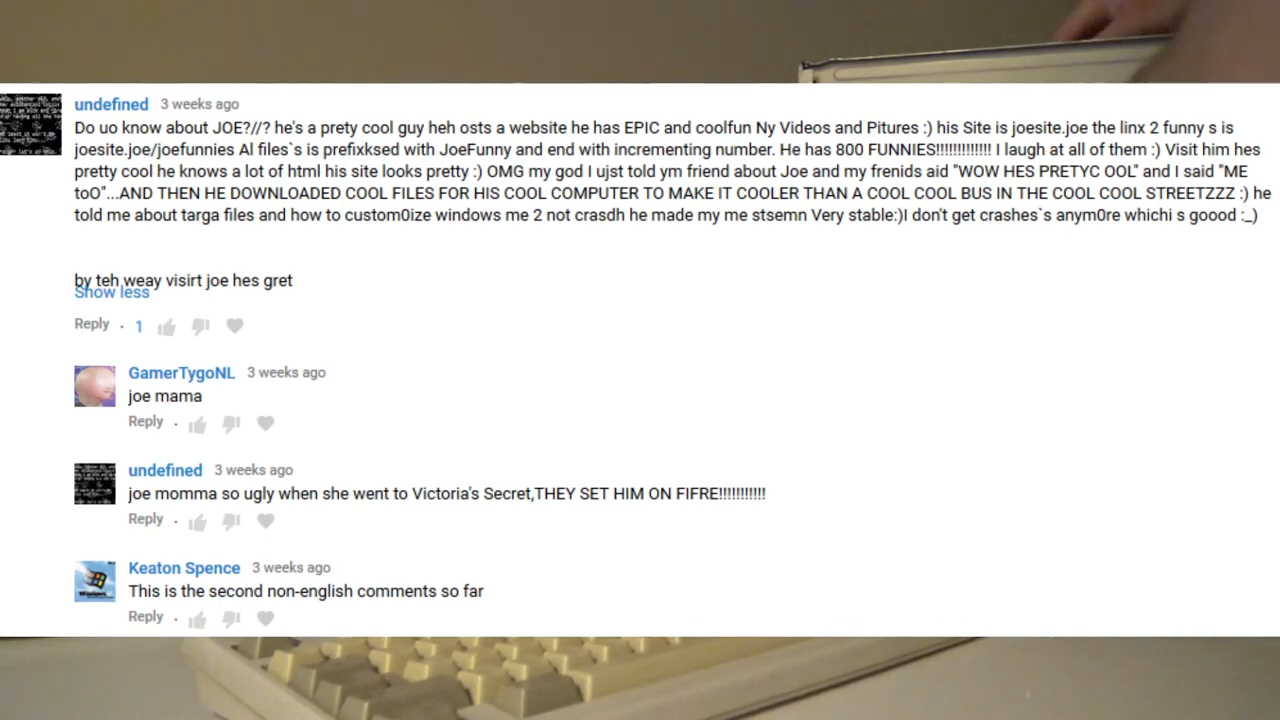 undefined 3 weeks ago
Do uo know about JOE?//? he's a prety cool guy heh osts a website he has EPIC and coolfun Ny Videos and Pitures :) his Site is joesite.joe the linx 2 funny s is
joesite.joe/joefunnies Al files`s is prefixksed with JoeFunny and end with incrementing number. He has 800 FUNNIES!!!!!!!!!!!!! I laugh at all of them :) Visit him hes
pretty cool he knows a lot of html his site looks pretty :) OMG my god I ujst told ym friend about Joe and my frenids aid "WOW HES PRETYC OOL" and I said "ME
toO"...AND THEN HE DOWNLOADED COOL FILES FOR HIS COOL COMPUTER TO MAKE IT COOLER THAN A COOL COOL BUS IN THE COOL COOL STREETZZZ :) he
told me about targa files and how to custom0ize windows me 2 not crasdh he made my me stsemn Very stable:)I don't get crashes`s anym0re whichi s goood :_)
by teh weay visirt joe hes gret
Show less
Reply . 1
GamerTygoNL 3 weeks ago
joe mama
Reply .
undefined 3 weeks ago
joe momma so ugly when she went to Victoria's Secret,THEY SET HIM ON FIFRE!!!!!!!!!!!
Reply .
Keaton Spence 3 weeks ago
This is the second non-english comments so far
Reply .